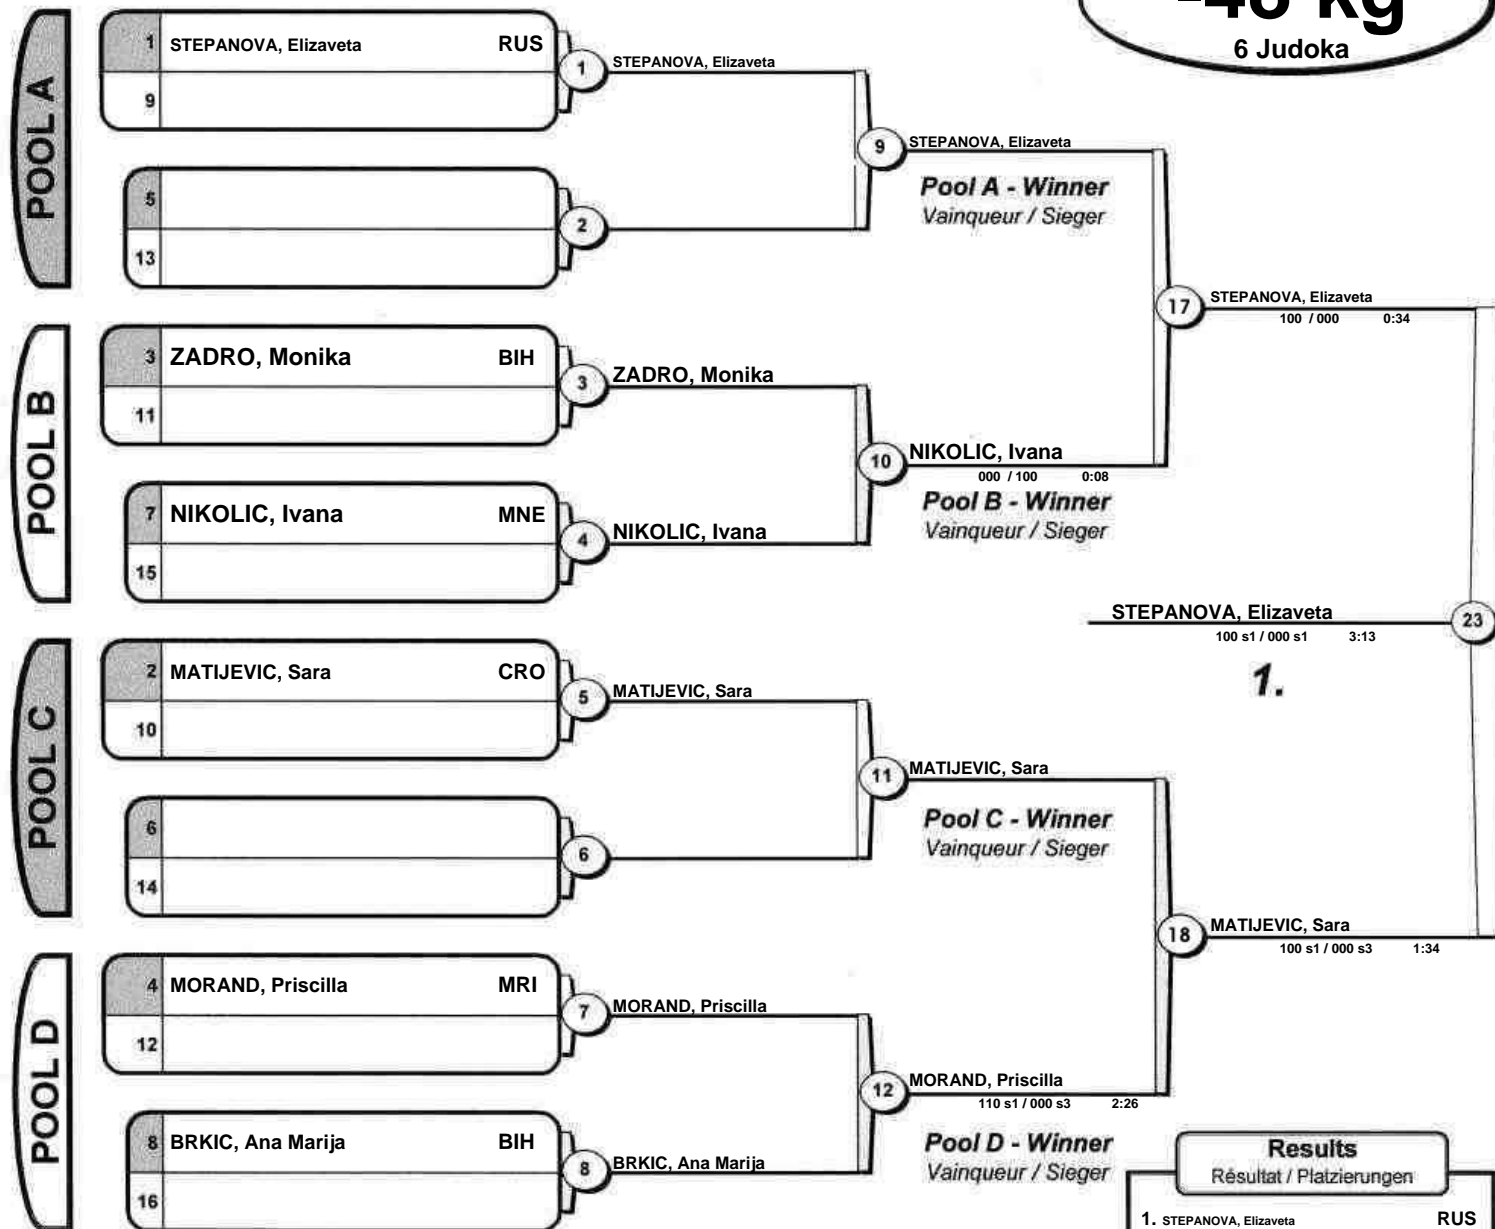 -48 kg
6 Judoka
POOL A
1 STEPANOVA, Elizaveta RUS
9
5
13
1 STEPANOVA, Elizaveta
2
9 STEPANOVA, Elizaveta
Pool A - Winner
Vainqueur / Sieger
POOL B
3 ZADRO, Monika BIH
11
7 NIKOLIC, Ivana MNE
15
3 ZADRO, Monika
4 NIKOLIC, Ivana
10 NIKOLIC, Ivana
000 / 100 0:08
Pool B - Winner
Vainqueur / Sieger
17 STEPANOVA, Elizaveta
100 / 000 0:34
STEPANOVA, Elizaveta 23
100 s1 / 000 s1 3:13
1.
POOL C
2 MATIJEVIC, Sara CRO
10
6
14
5 MATIJEVIC, Sara
6
11 MATIJEVIC, Sara
Pool C - Winner
Vainqueur / Sieger
18 MATIJEVIC, Sara
100 s1 / 000 s3 1:34
POOL D
4 MORAND, Priscilla MRI
12
8 BRKIC, Ana Marija BIH
16
7 MORAND, Priscilla
8 BRKIC, Ana Marija
12 MORAND, Priscilla
110 s1 / 000 s3 2:26
Pool D - Winner
Vainqueur / Sieger
Results
Résultat / Platzierungen
1. STEPANOVA, Elizaveta RUS